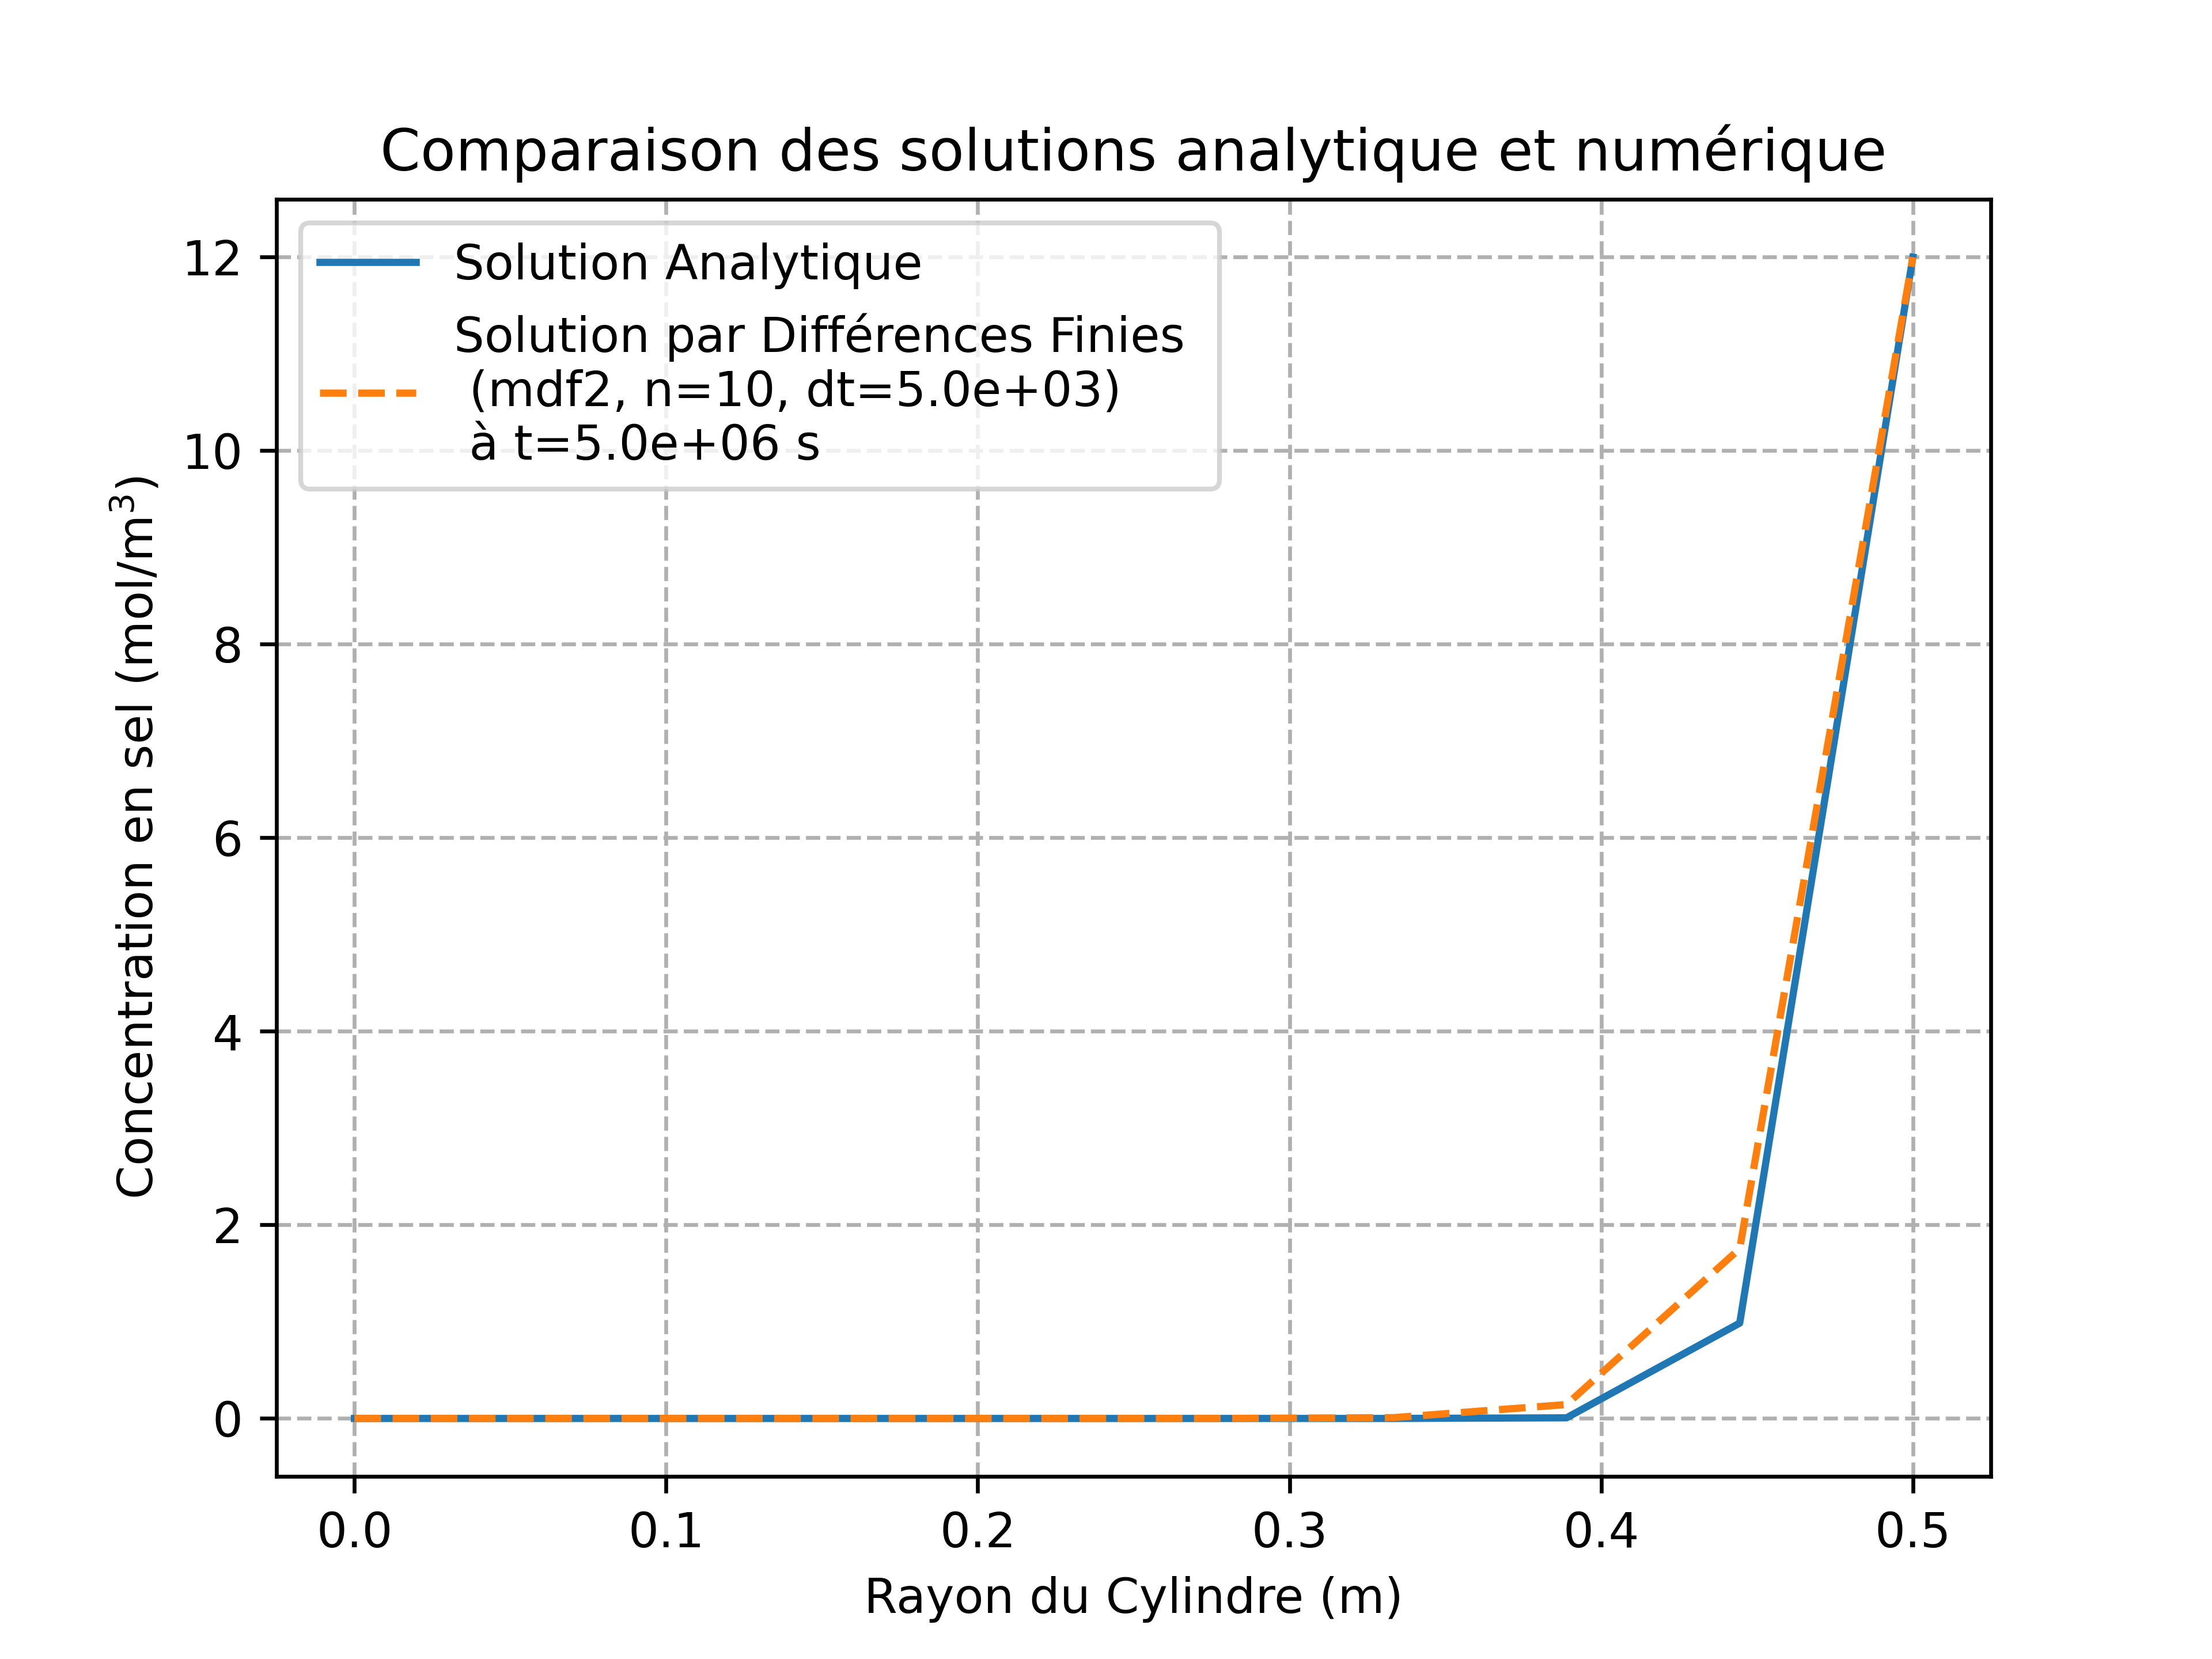 Comparaison des solutions analytique et numérique
Solution Analytique
Solution par Différences Finies
(mdf2, n=10, dt=5.0e+03)
à t=5.0e+06 s
Concentration en sel (mol/m³)
12
10
8
6
4
2
0
0.0 0.1 0.2 0.3 0.4 0.5
Rayon du Cylindre (m)